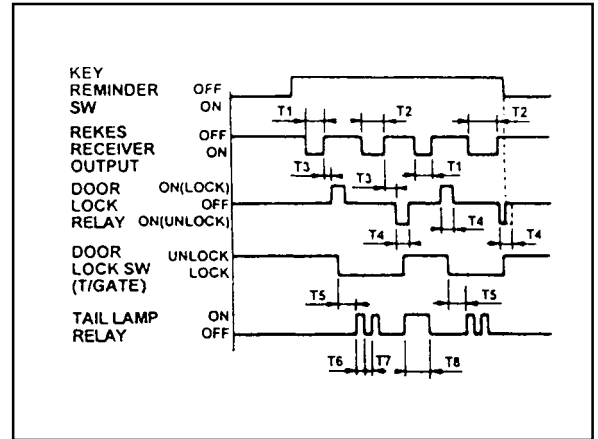 KEY
REMINDER OFF
SW ON
T1 T2 T2
REKES OFF
RECEIVER ON
OUTPUT
T3 T3 T1
DOOR ON(LOCK)
LOCK OFF
RELAY ON(UNLOCK)
T4 T4 T4
DOOR UNLOCK
LOCK SW LOCK
(T/GATE)
T5 T5
TAIL LAMP ON
RELAY OFF
T6 T7 T8